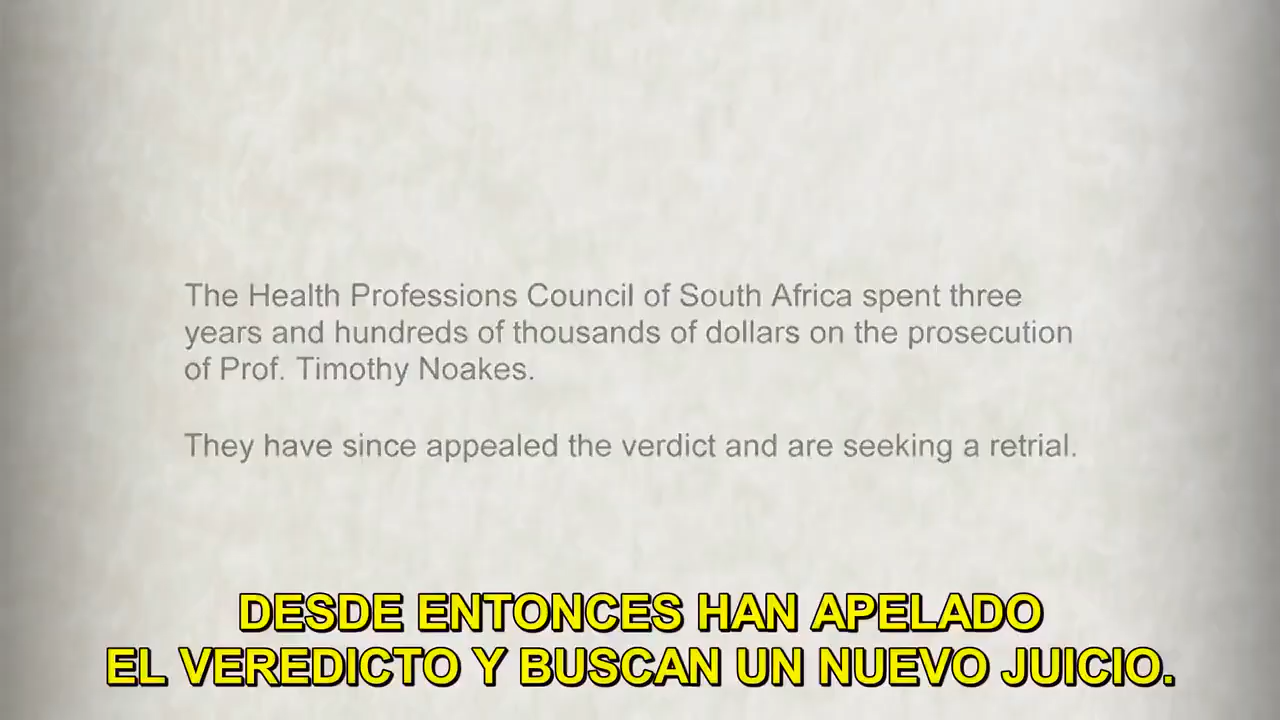 The Health Professions Council of South Africa spent three
years and hundreds of thousands of dollars on the prosecution
of Prof. Timothy Noakes.
They have since appealed the verdict and are seeking a retrial.
DESDE ENTONCES HAN APELADO
EL VEREDICTO Y BUSCAN UN NUEVO JUICIO.